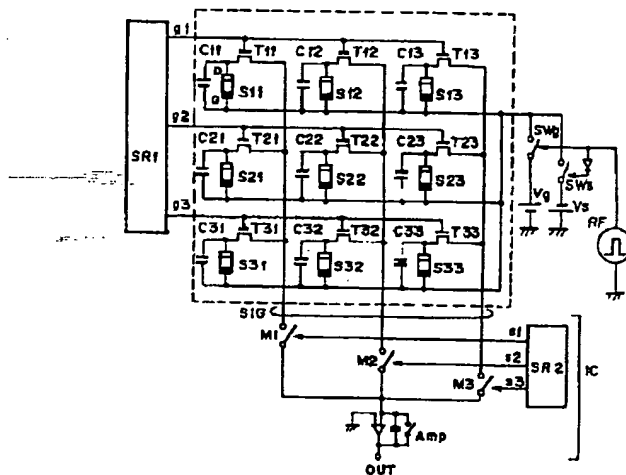 g1
C11 T11 C12 T12 C13 T13
D
S11 S12 S13
G
g2
SR1
C21 T21 C22 T22 C23 T23
S21 S22 S23
SWg
SWs
Vg Vs
g3
RF
C31 T31 C32 T32 C33 T33
S31 S32 S33
SIG
M1 s1
M2 s2 SR2 IC
M3 s3
Amp
OUT